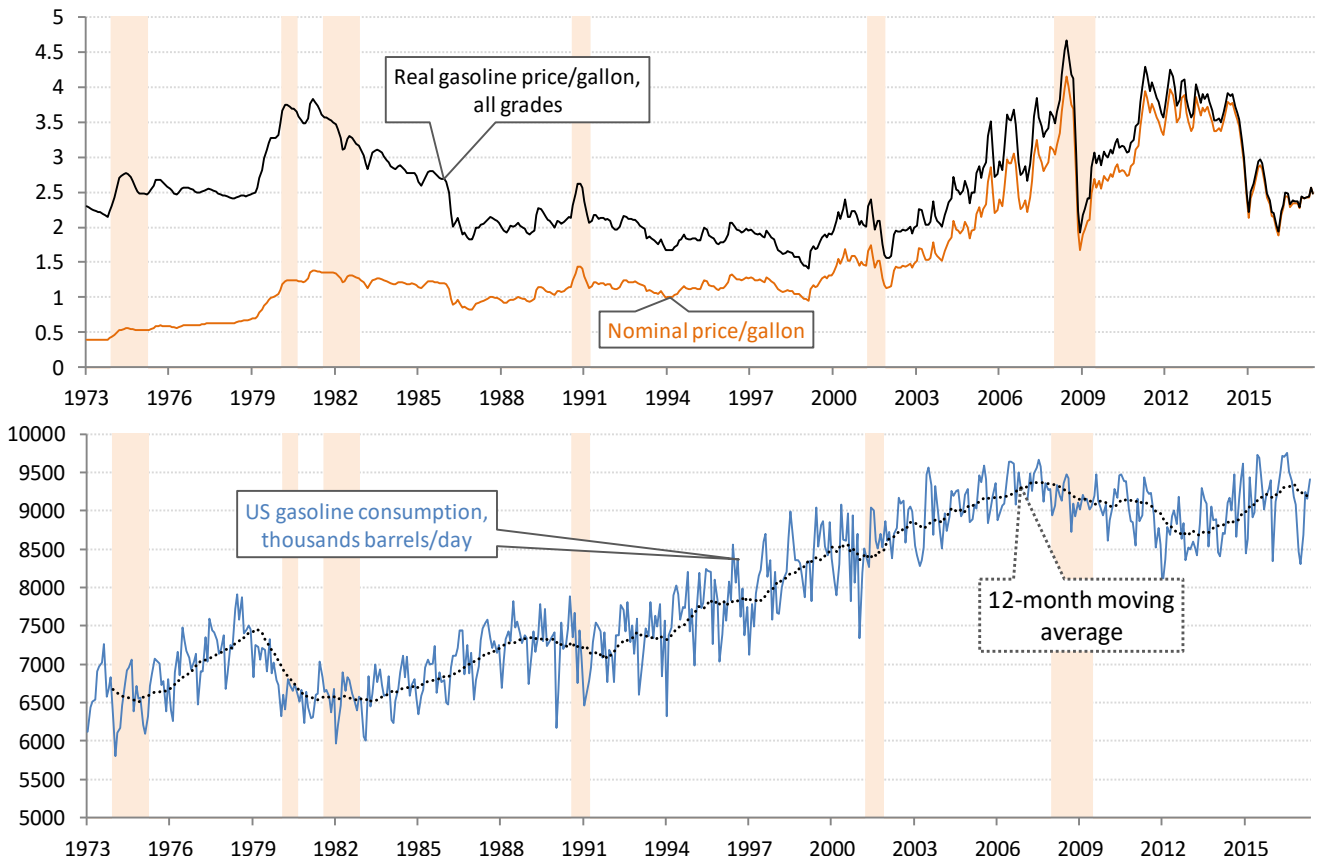 5
4.5
Real gasoline price/gallon,
all grades
4
3.5
3
2.5
2
1.5
1
Nominal price/gallon
0.5
0
1973 1976 1979 1982 1985 1988 1991 1994 1997 2000 2003 2006 2009 2012 2015
10000
9500
9000
US gasoline consumption,
thousands barrels/day
8500
8000
12-month moving
average
7500
7000
6500
6000
5500
5000
1973 1976 1979 1982 1985 1988 1991 1994 1997 2000 2003 2006 2009 2012 2015